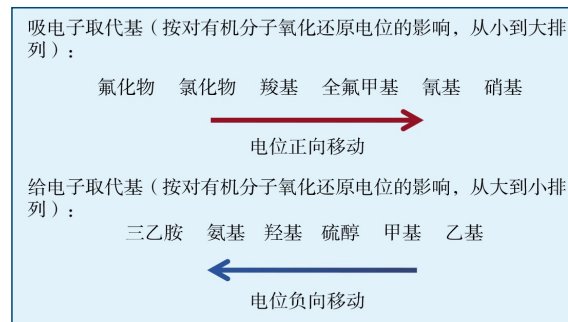 吸电子取代基（按对有机分子氧化还原电位的影响，从小到大排
列）：
氟化物 氯化物 羧基 全氟甲基 氰基 硝基
电位正向移动
给电子取代基（按对有机分子氧化还原电位的影响，从大到小排
列）：
三乙胺 氨基 羟基 硫醇 甲基 乙基
电位负向移动